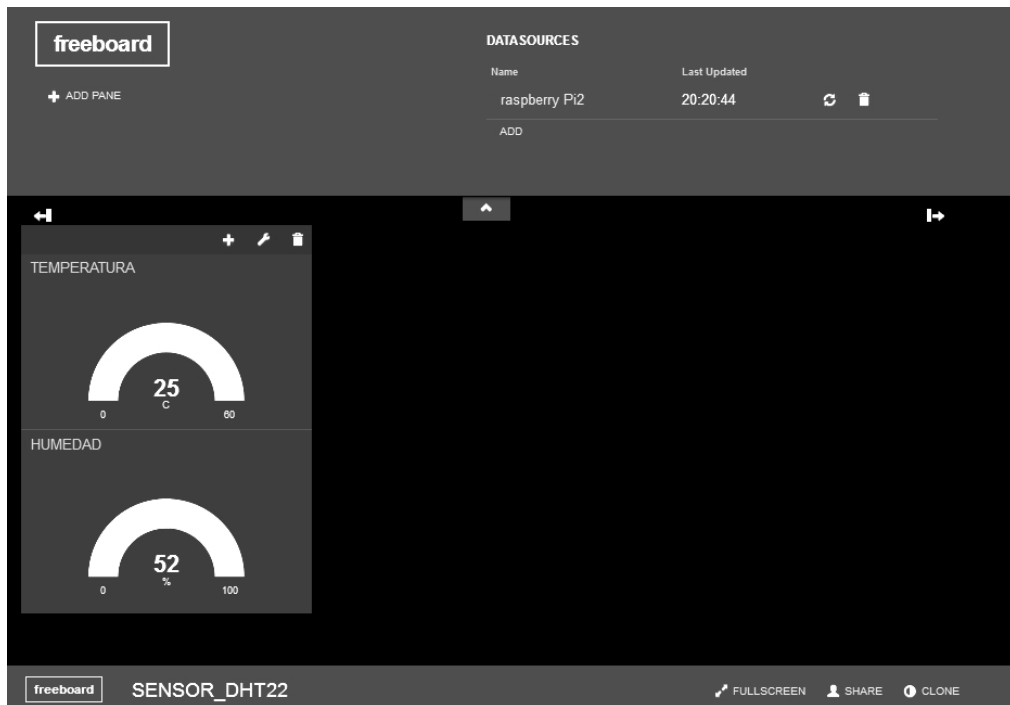 freeboard
ADD PANE
DATASOURCES
Name Last Updated
raspberry Pi2 20:20:44
ADD
TEMPERATURA
25
C
0 60
HUMEDAD
52
%
0 100
freeboard SENSOR_DHT22 FULLSCREEN SHARE CLONE